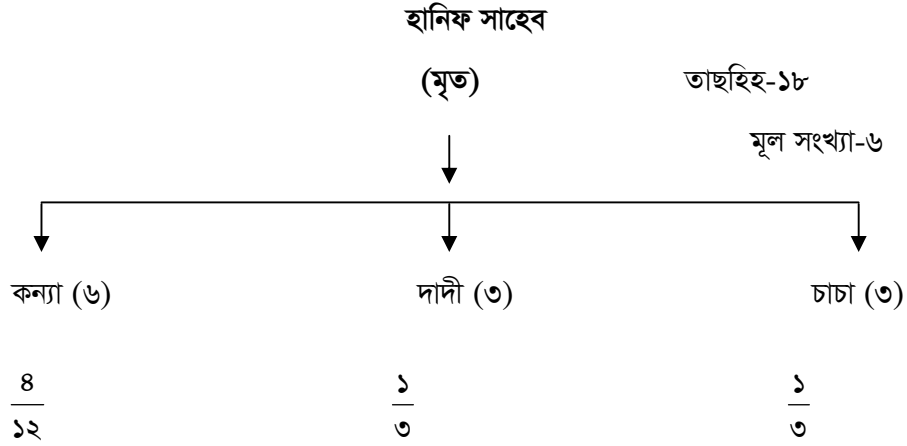 হানিফ সাহেব
(মৃত) তাছহিহ-১৮
মূল সংখ্যা-৬
কন্যা (৬) দাদী (৩) চাচা (৩)
৪ ১ ১
১২ ৩ ৩